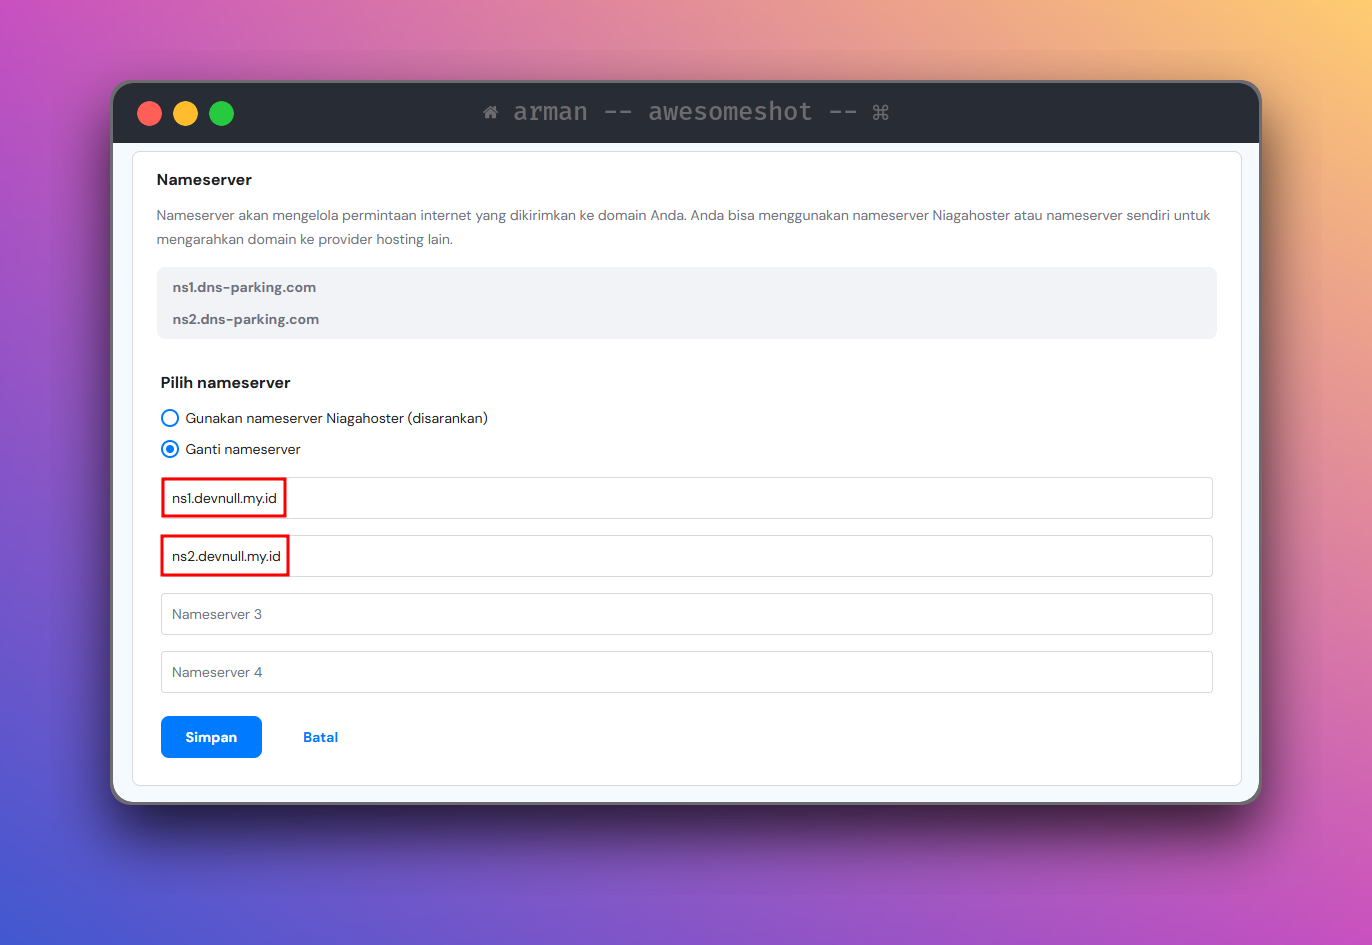 arman -- awesomeshot -- ⌘
Nameserver
Nameserver akan mengelola permintaan internet yang dikirimkan ke domain Anda. Anda bisa menggunakan nameserver Niagahoster atau nameserver sendiri untuk
mengarahkan domain ke provider hosting lain.
ns1.dns-parking.com
ns2.dns-parking.com
Pilih nameserver
Gunakan nameserver Niagahoster (disarankan)
Ganti nameserver
ns1.devnull.my.id
ns2.devnull.my.id
Nameserver 3
Nameserver 4
Simpan
Batal